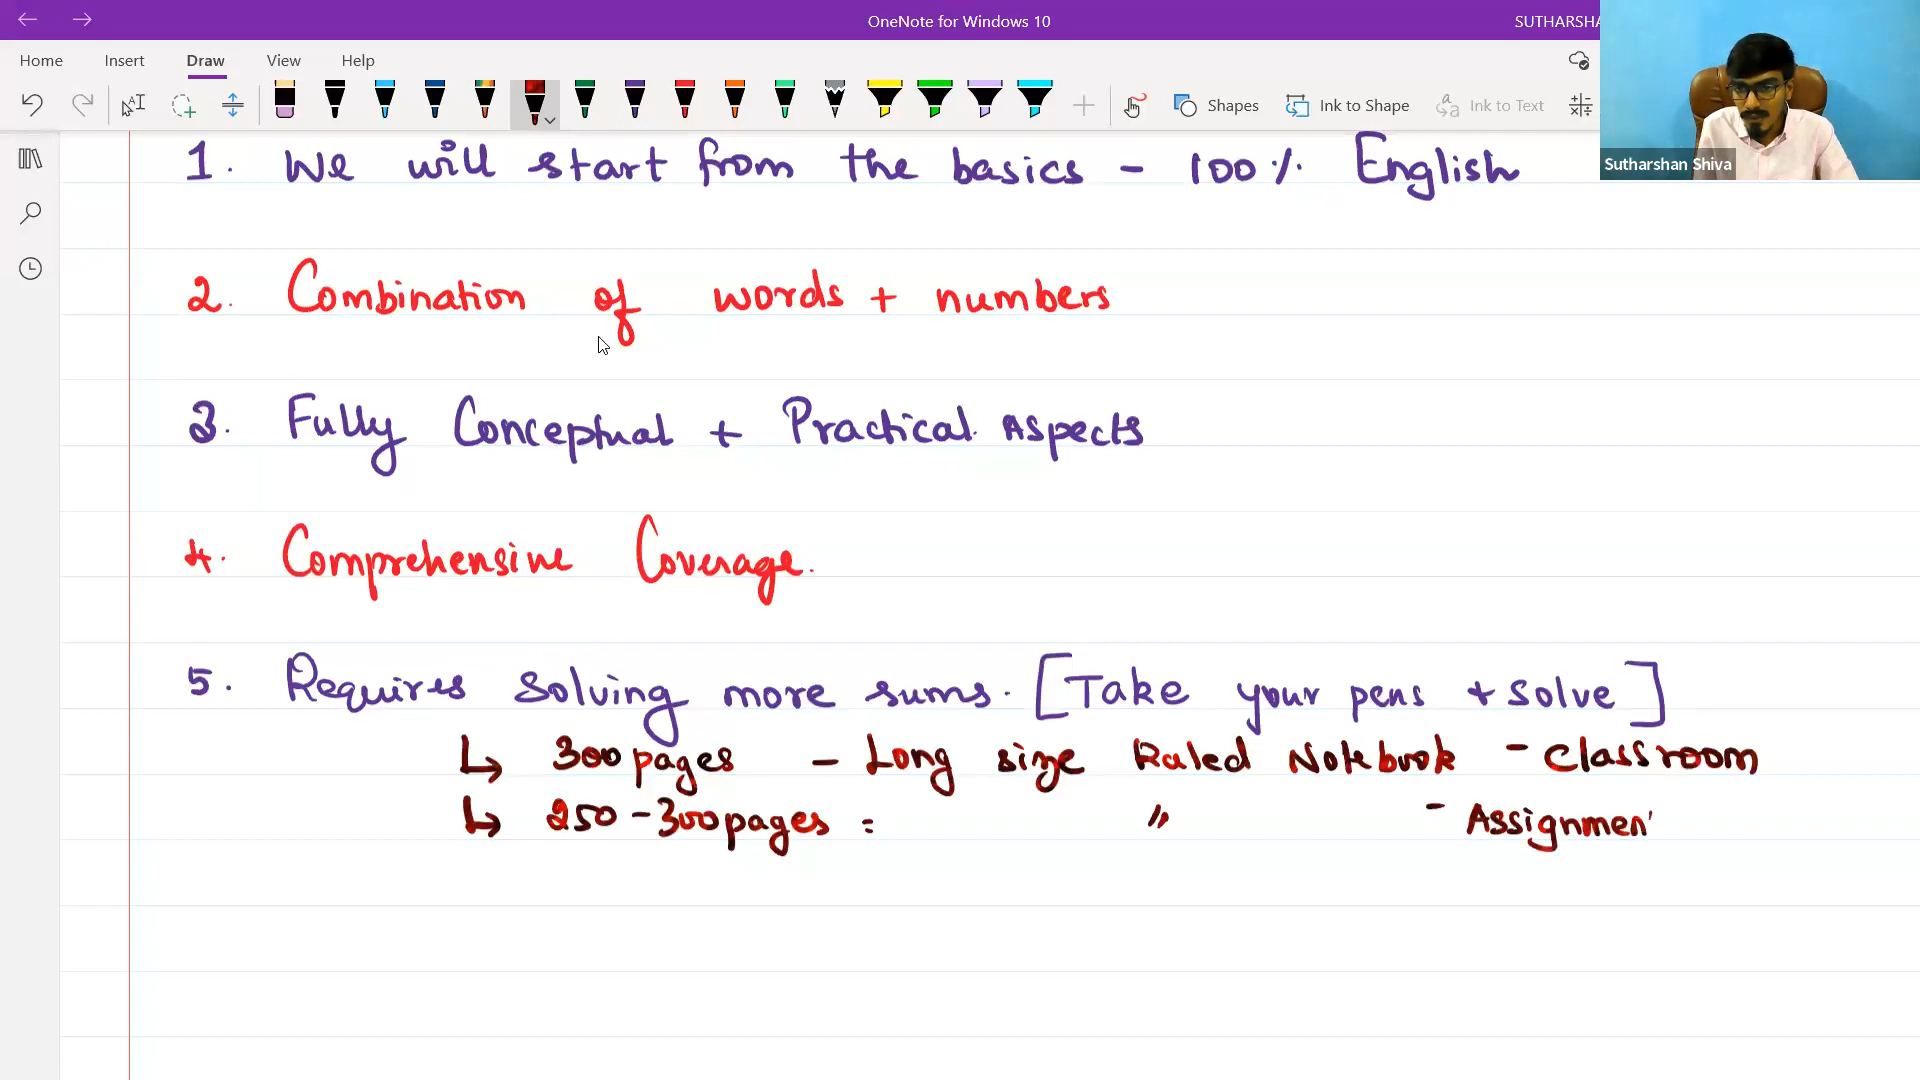 OneNote for Windows 10
SUTHARSHA
Home Insert Draw View Help
Shapes Ink to Shape Ink to Text
Sutharshan Shiva
1. We will start from the basics - 100% English
2. Combination of words + numbers
3. Fully Conceptual + Practical Aspects
4. Comprehensive Coverage.
5. Requires solving more sums. [Take your pens + solve]
↳ 300 pages - Long size Ruled Notebook - Classroom
↳ 250 - 300 pages = " - Assignmen